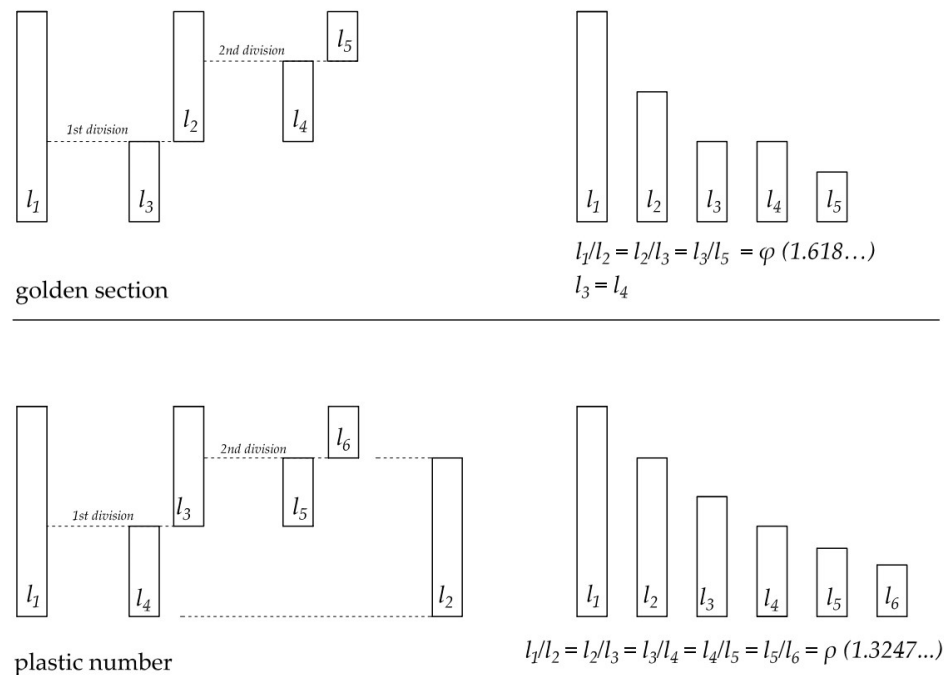 l₅
2nd division
l₂
l₄
1st division
l₁
l₃
l₁
l₂
l₃
l₄
l₅
l₁/l₂ = l₂/l₃ = l₃/l₅ = φ (1.618…)
l₃ = l₄
golden section
l₆
2nd division
l₃
l₅
1st division
l₁
l₄
l₂
l₁
l₂
l₃
l₄
l₅
l₆
l₁/l₂ = l₂/l₃ = l₃/l₄ = l₄/l₅ = l₅/l₆ = ρ (1.3247...)
plastic number